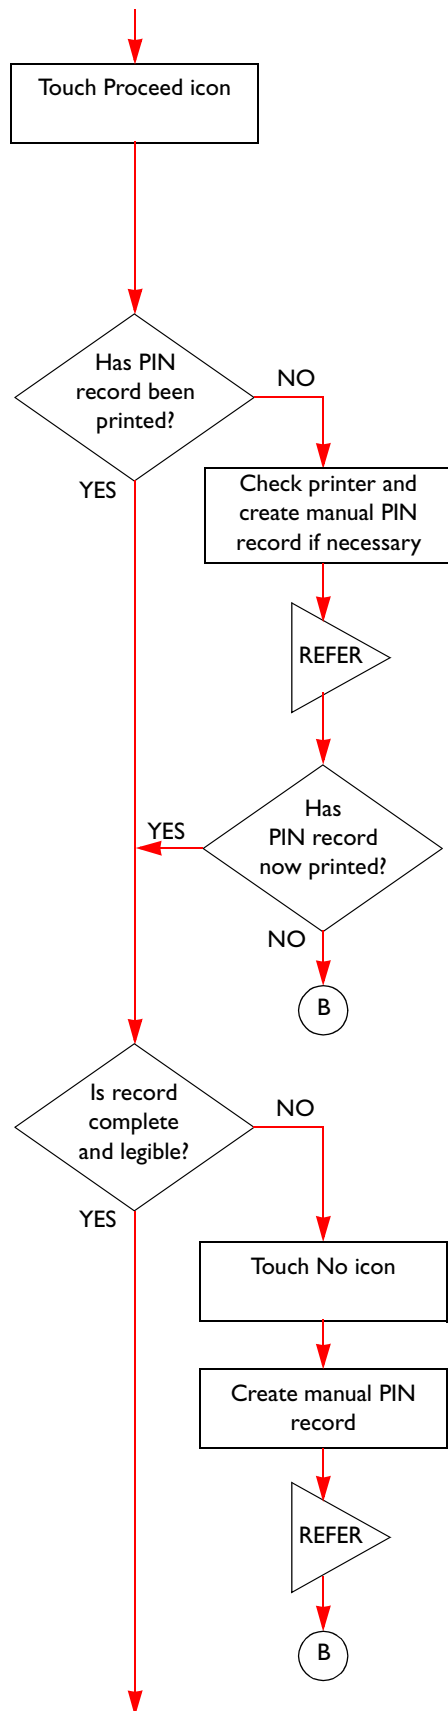 Touch Proceed icon
Has PIN
record been
printed?
NO
YES
Check printer and
create manual PIN
record if necessary
REFER
Has
PIN record
now printed?
YES
NO
B
Is record
complete
and legible?
NO
YES
Touch No icon
Create manual PIN
record
REFER
B